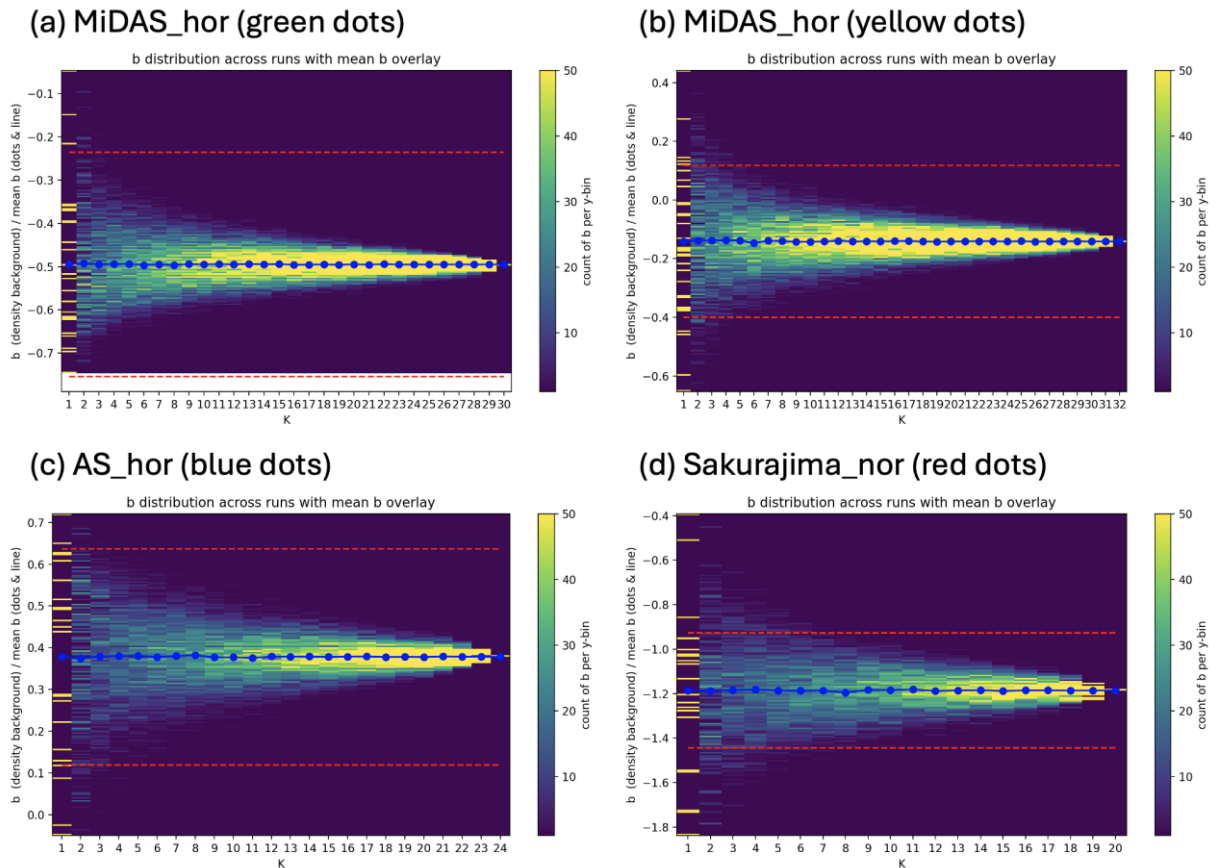 (a) MiDAS_hor (green dots)
b distribution across runs with mean b overlay
b (density background) / mean b (dots & line)
−0.1
−0.2
−0.3
−0.4
−0.5
−0.6
−0.7
1 2 3 4 5 6 7 8 9 10 11 12 13 14 15 16 17 18 19 20 21 22 23 24 25 26 27 28 29 30
K
50
40
30
20
10
count of b per y-bin
(b) MiDAS_hor (yellow dots)
b distribution across runs with mean b overlay
b (density background) / mean b (dots & line)
0.4
0.2
0.0
−0.2
−0.4
−0.6
1 2 3 4 5 6 7 8 9 10 11 12 13 14 15 16 17 18 19 20 21 22 23 24 25 26 27 28 29 30 31 32
K
50
40
30
20
10
count of b per y-bin
(c) AS_hor (blue dots)
b distribution across runs with mean b overlay
b (density background) / mean b (dots & line)
0.7
0.6
0.5
0.4
0.3
0.2
0.1
0.0
1 2 3 4 5 6 7 8 9 10 11 12 13 14 15 16 17 18 19 20 21 22 23 24
K
50
40
30
20
10
count of b per y-bin
(d) Sakurajima_nor (red dots)
b distribution across runs with mean b overlay
b (density background) / mean b (dots & line)
−0.4
−0.6
−0.8
−1.0
−1.2
−1.4
−1.6
−1.8
1 2 3 4 5 6 7 8 9 10 11 12 13 14 15 16 17 18 19 20
K
50
40
30
20
10
count of b per y-bin